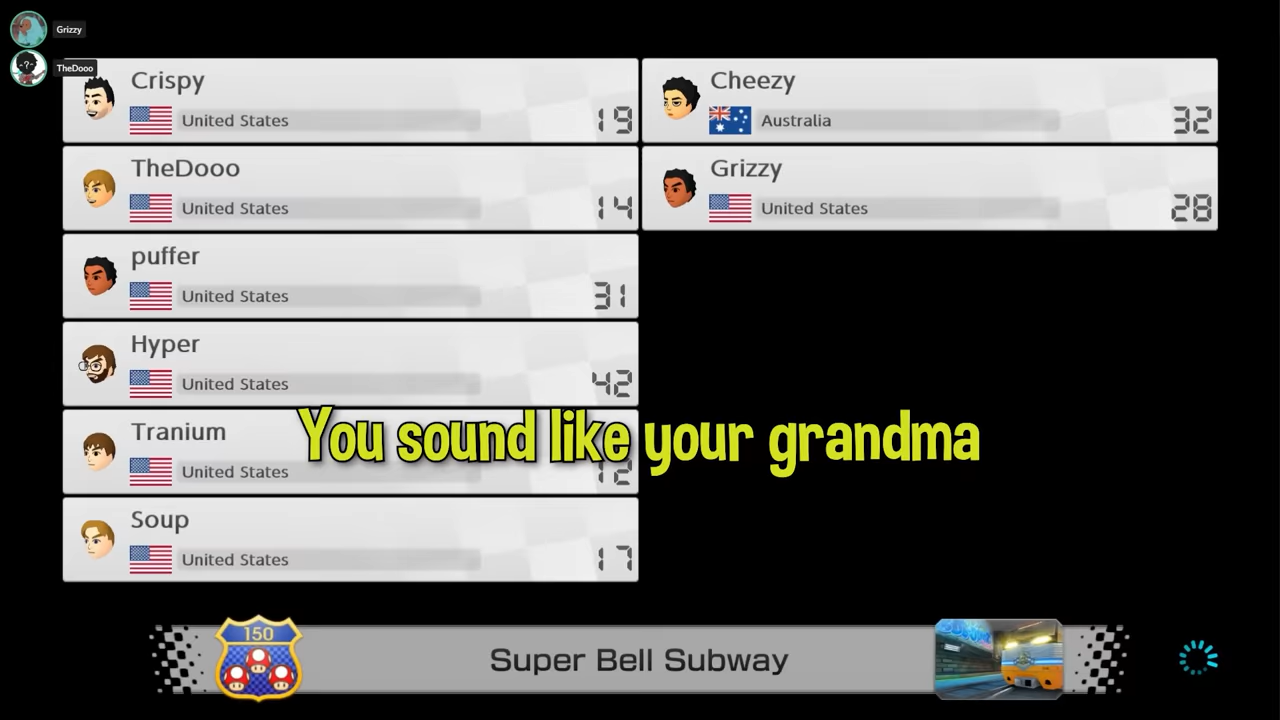 Grizzy
TheDooo
Crispy
United States
19
TheDooo
United States
14
puffer
United States
31
Hyper
United States
42
Tranium
United States
12
Soup
United States
17
Cheezy
Australia
32
Grizzy
United States
28
You sound like your grandma
150
Super Bell Subway